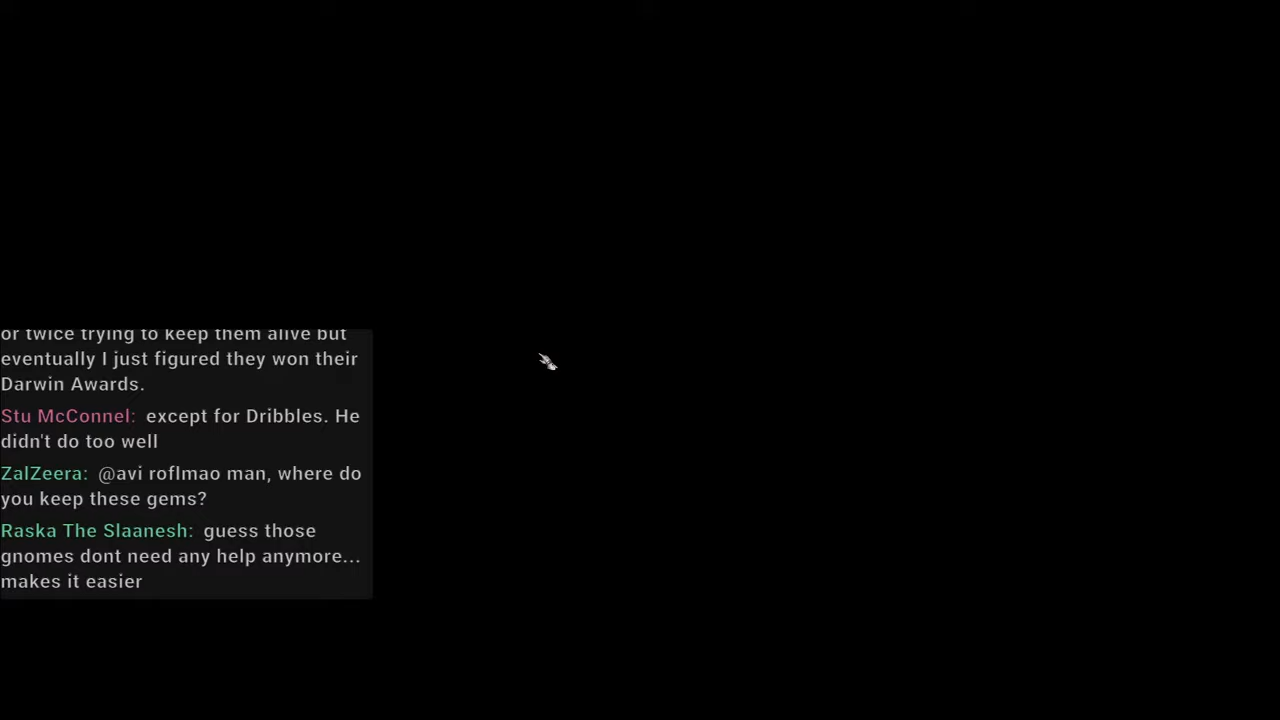 or twice trying to keep them alive but
eventually I just figured they won their
Darwin Awards.
Stu McConnel: except for Dribbles. He
didn't do too well
ZalZeera: @avi roflmao man, where do
you keep these gems?
Raska The Slaanesh: guess those
gnomes dont need any help anymore...
makes it easier